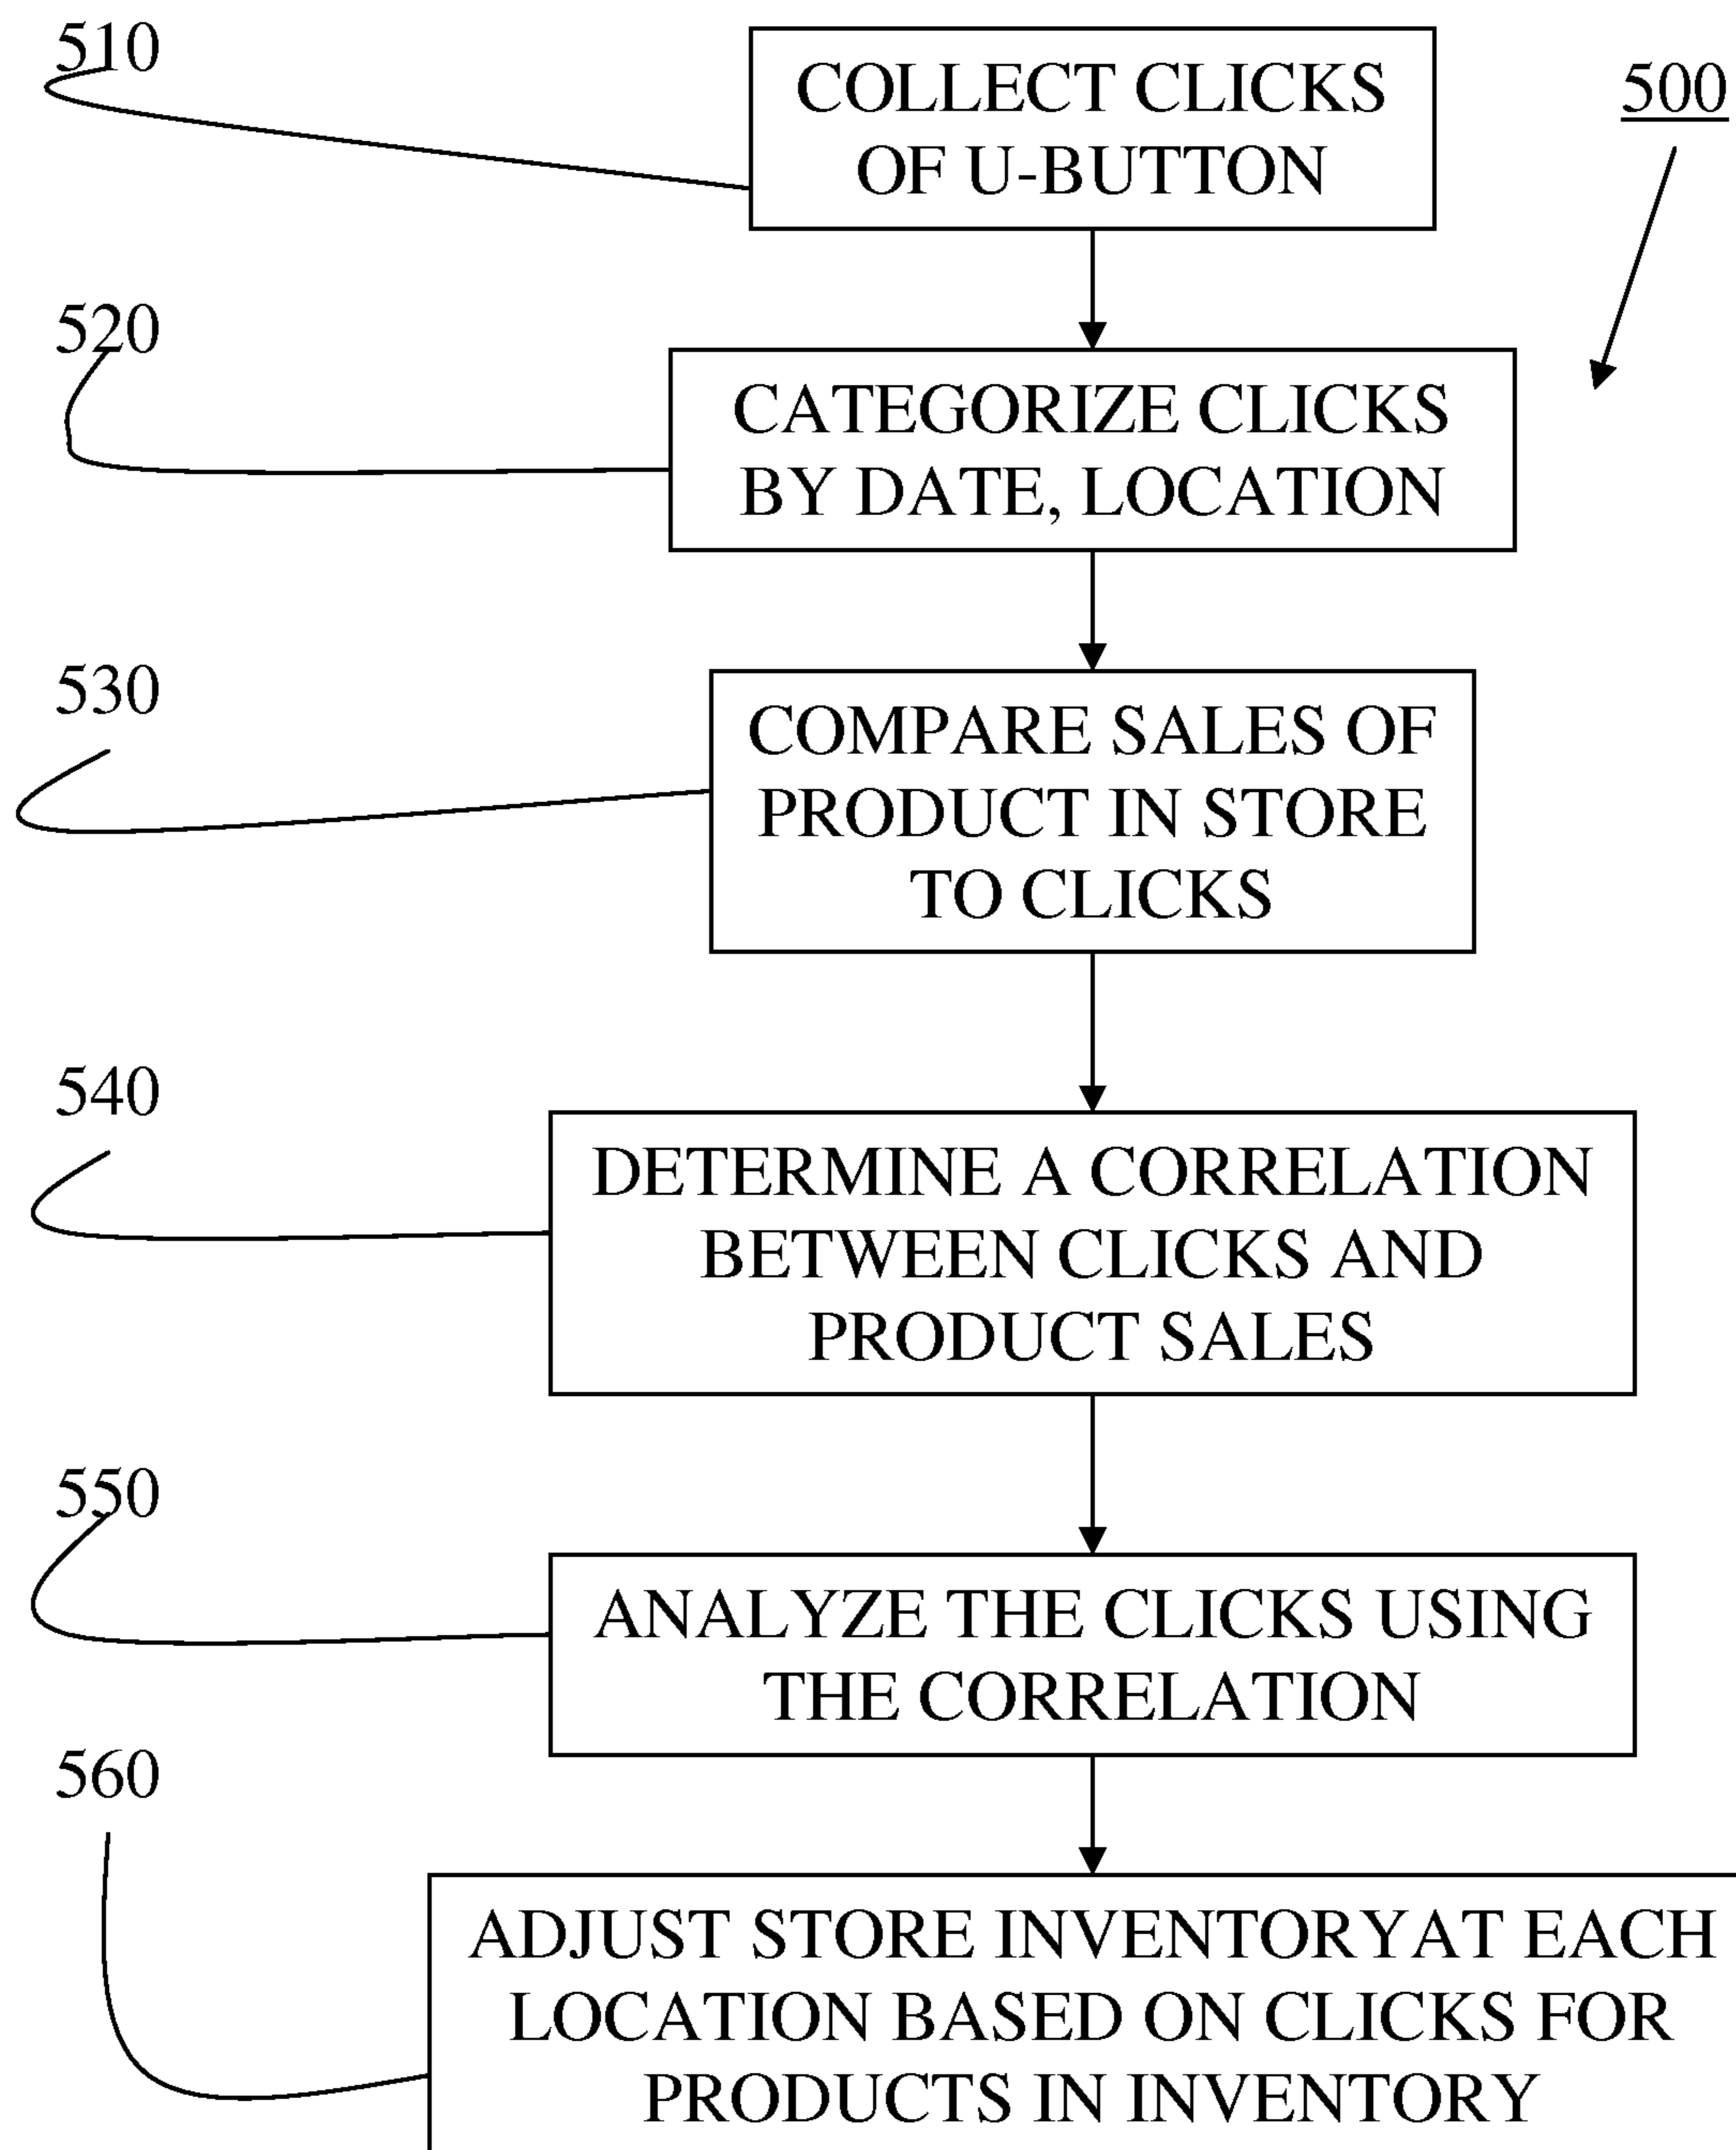 510
COLLECT CLICKS
OF U-BUTTON
500
520
CATEGORIZE CLICKS
BY DATE, LOCATION
530
COMPARE SALES OF
PRODUCT IN STORE
TO CLICKS
540
DETERMINE A CORRELATION
BETWEEN CLICKS AND
PRODUCT SALES
550
ANALYZE THE CLICKS USING
THE CORRELATION
560
ADJUST STORE INVENTORYAT EACH
LOCATION BASED ON CLICKS FOR
PRODUCTS IN INVENTORY